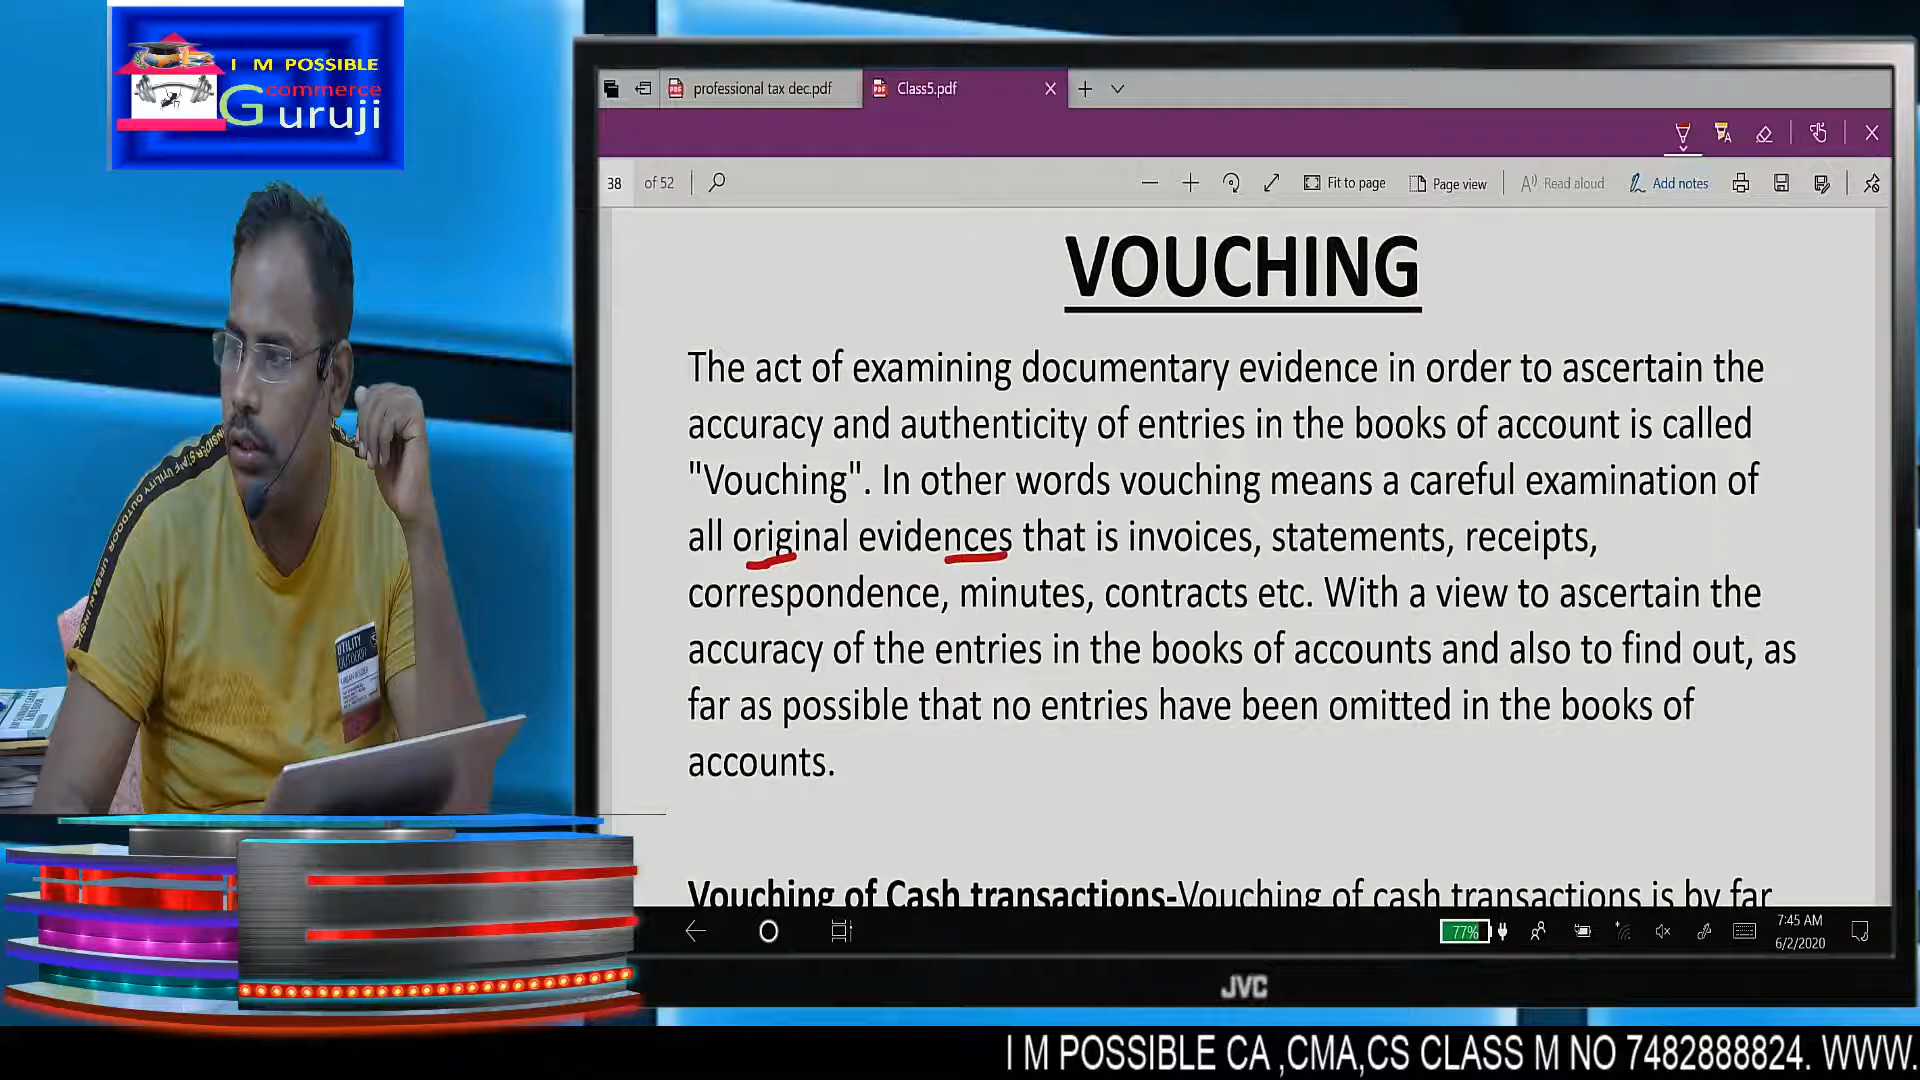 I M POSSIBLE
commerce
Guruji
professional tax dec.pdf
Class5.pdf
38 of 52
Fit to page
Page view
Read aloud
Add notes
VOUCHING
The act of examining documentary evidence in order to ascertain the
accuracy and authenticity of entries in the books of account is called
"Vouching". In other words vouching means a careful examination of
all original evidences that is invoices, statements, receipts,
correspondence, minutes, contracts etc. With a view to ascertain the
accuracy of the entries in the books of accounts and also to find out, as
far as possible that no entries have been omitted in the books of
accounts.
Vouching of Cash transactions-Vouching of cash transactions is by far
77%
7:45 AM
6/2/2020
JVC
UTILITY
OUTDOOR
I M POSSIBLE CA ,CMA,CS CLASS M NO 7482888824. WWW.